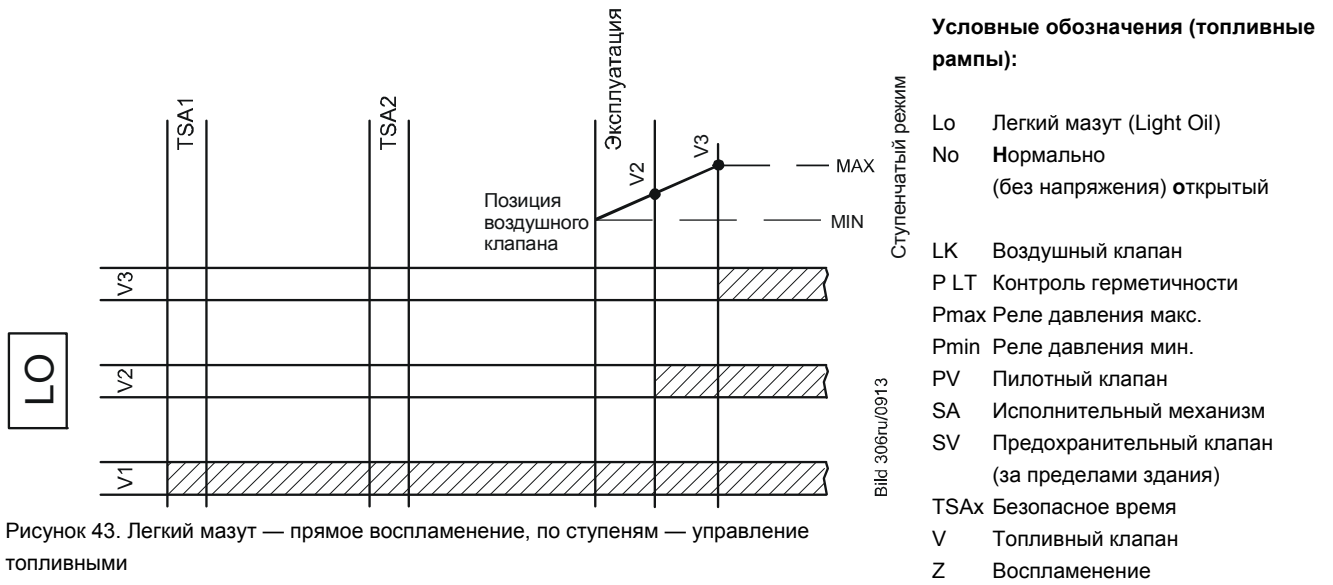 TSA1
TSA2
Эксплуатация
V2
V3
MAX
MIN
Ступенчатый режим
Позиция
воздушного
клапана
V3
LO
V2
V1
Bild 306ru/0913
Рисунок 43. Легкий мазут — прямое воспламенение, по ступеням — управление
топливными
Условные обозначения (топливные
рампы):
Lo Легкий мазут (Light Oil)
No Нормально
(без напряжения) открытый
LK Воздушный клапан
P LT Контроль герметичности
Pmax Реле давления макс.
Pmin Реле давления мин.
PV Пилотный клапан
SA Исполнительный механизм
SV Предохранительный клапан
(за пределами здания)
TSAx Безопасное время
V Топливный клапан
Z Воспламенение